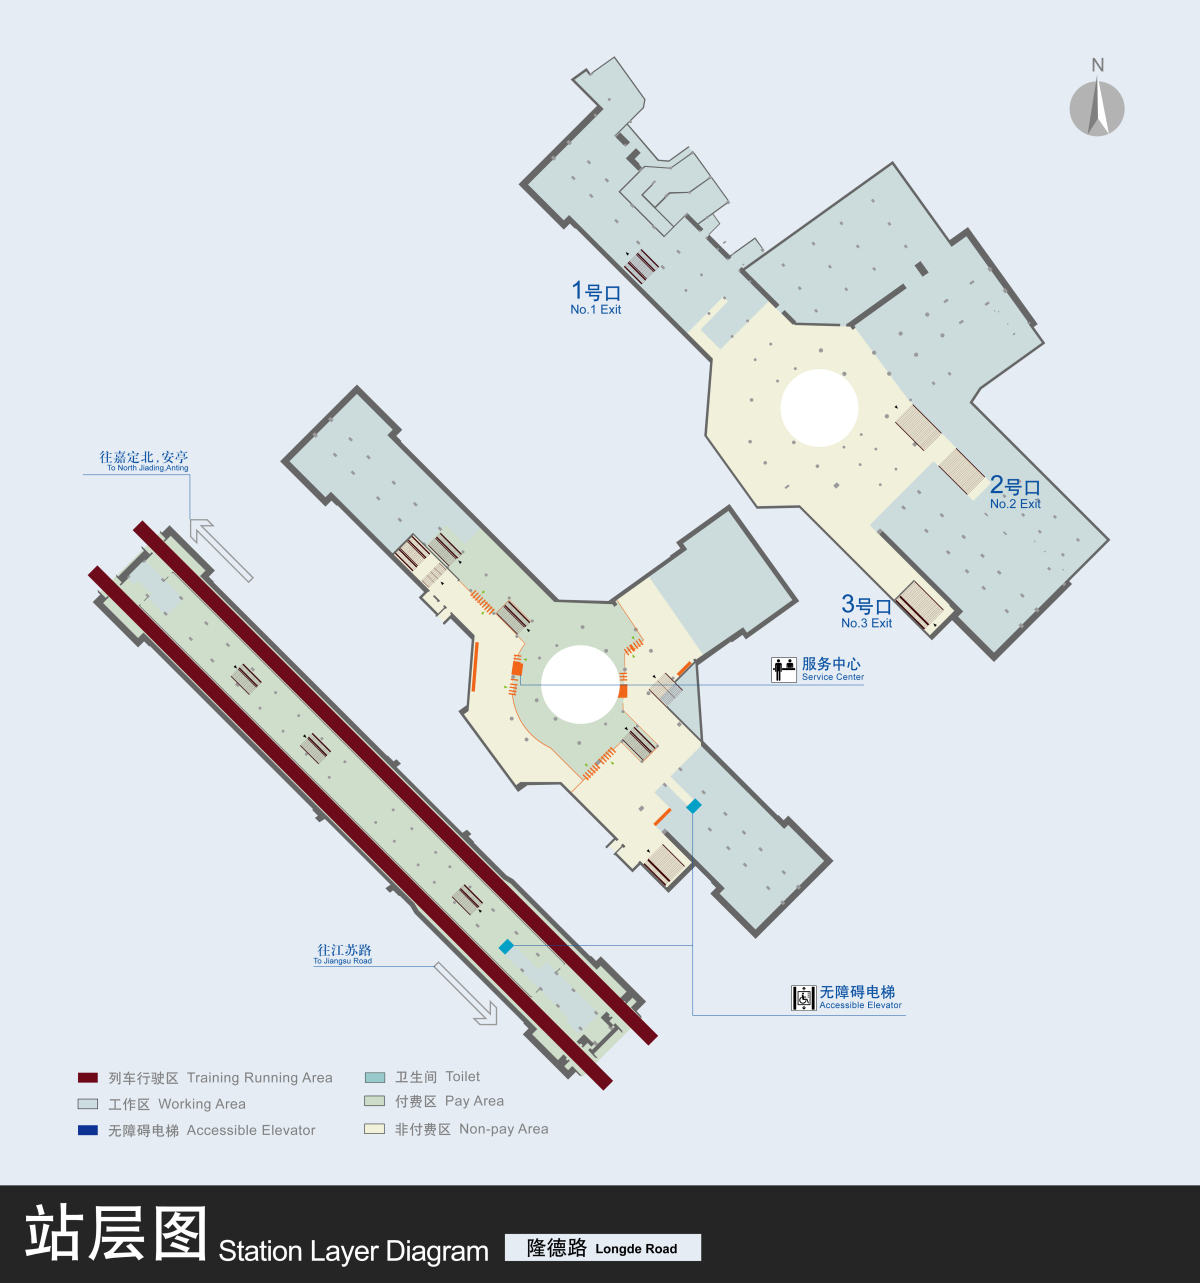 N
1号口
No.1 Exit
往嘉定北,安亭
To North Jiading,Anting
2号口
No.2 Exit
3号口
No.3 Exit
服务中心
Service Center
往江苏路
To Jiangsu Road
无障碍电梯
Accessible Elevator
列车行驶区 Training Running Area
卫生间 Toilet
工作区 Working Area
付费区 Pay Area
无障碍电梯 Accessible Elevator
非付费区 Non-pay Area
站层图 Station Layer Diagram 隆德路 Longde Road